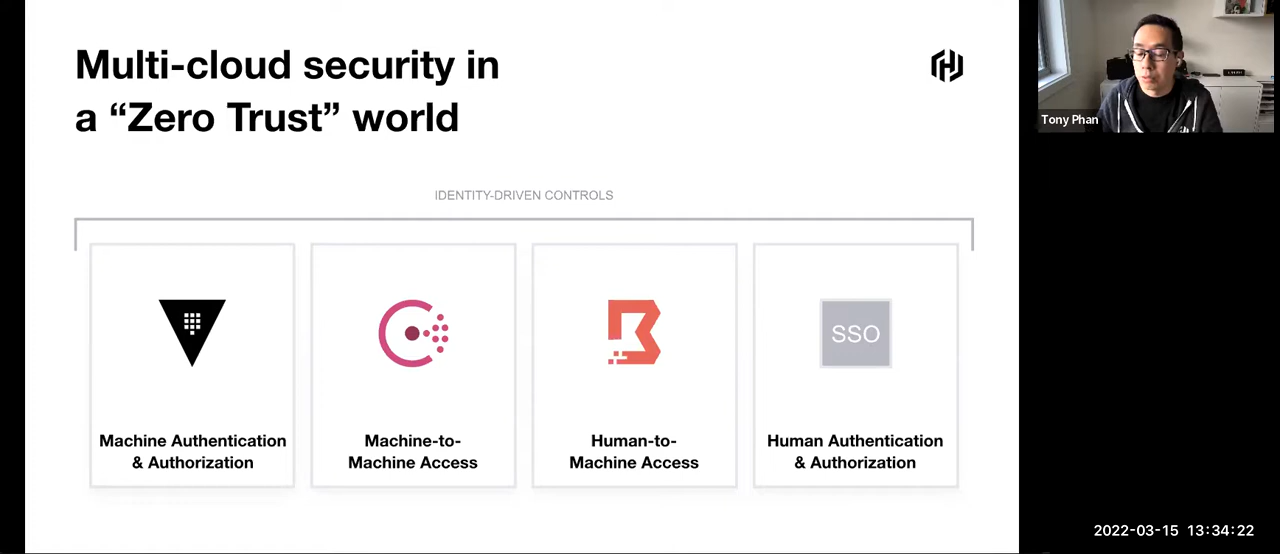 Multi-cloud security in
a “Zero Trust” world
IDENTITY-DRIVEN CONTROLS
SSO
Machine Authentication
& Authorization
Machine-to-
Machine Access
Human-to-
Machine Access
Human Authentication
& Authorization
Tony Phan
2022-03-15 13:34:22